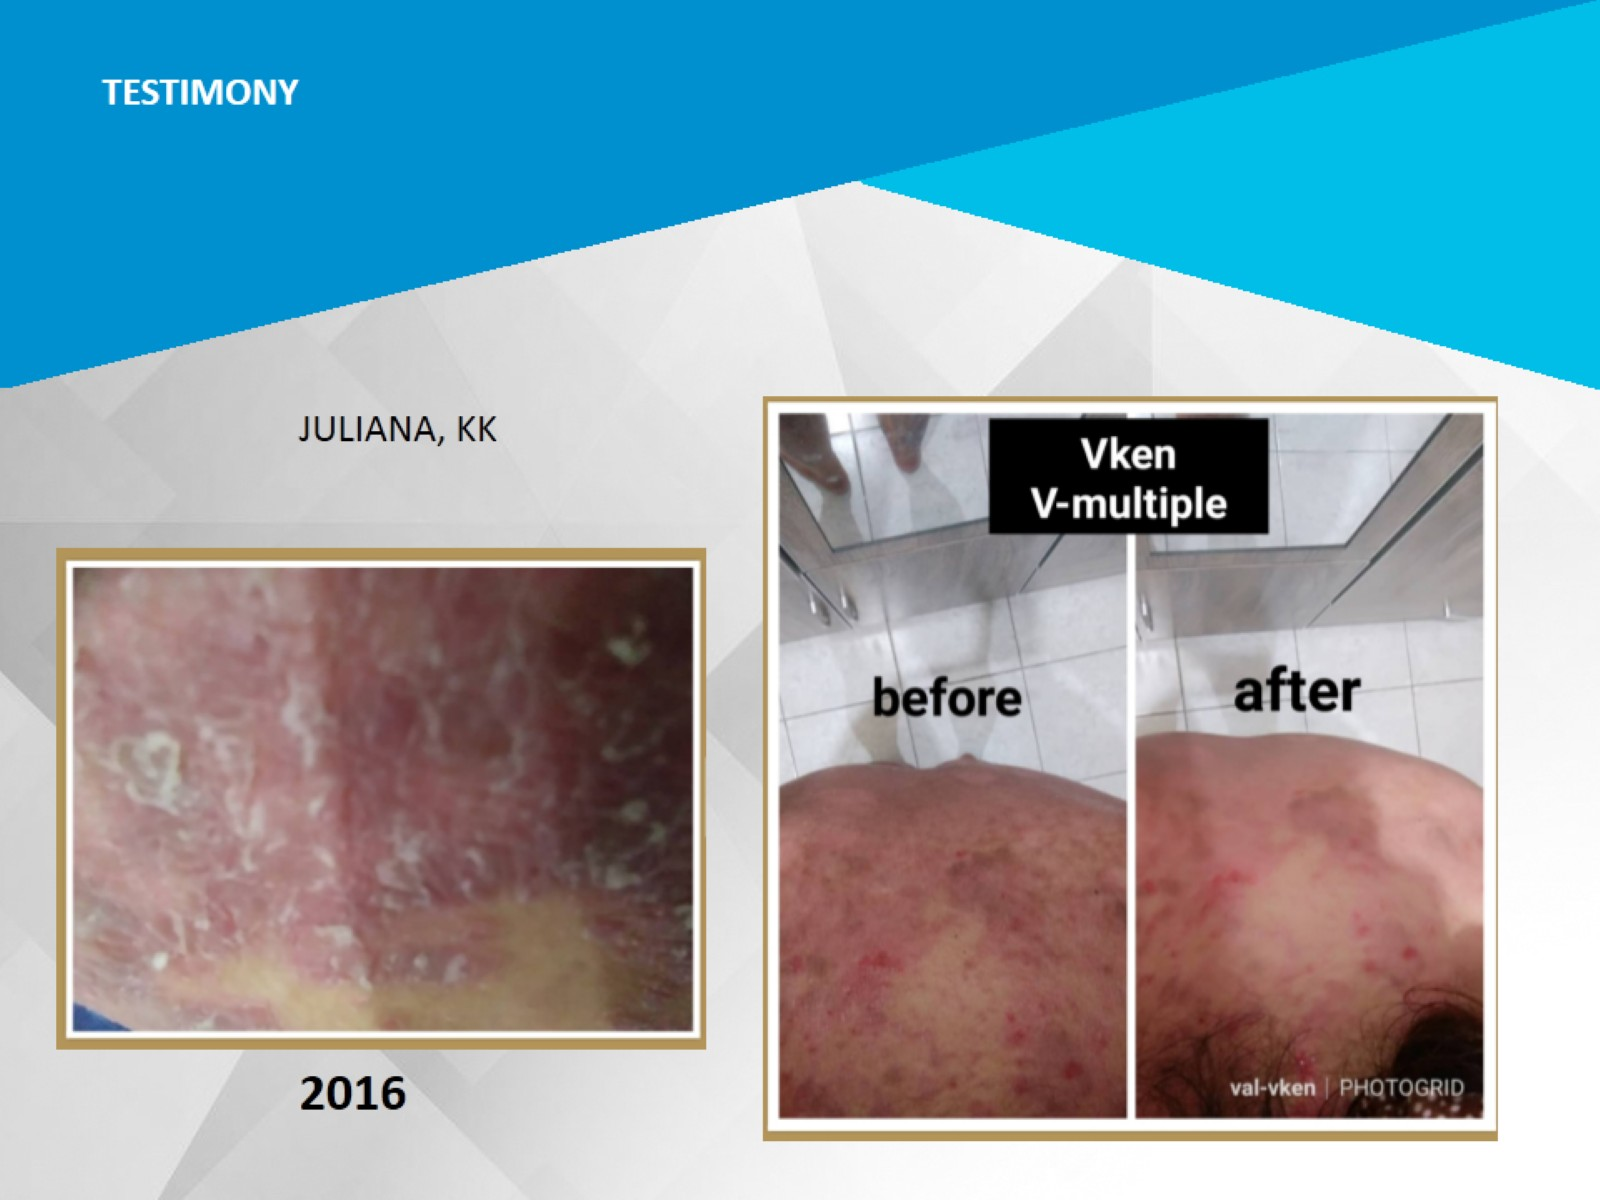 TESTIMONY
JULIANA, KK
2016
Vken
V-multiple
before
after
val-vken | PHOTOGRID